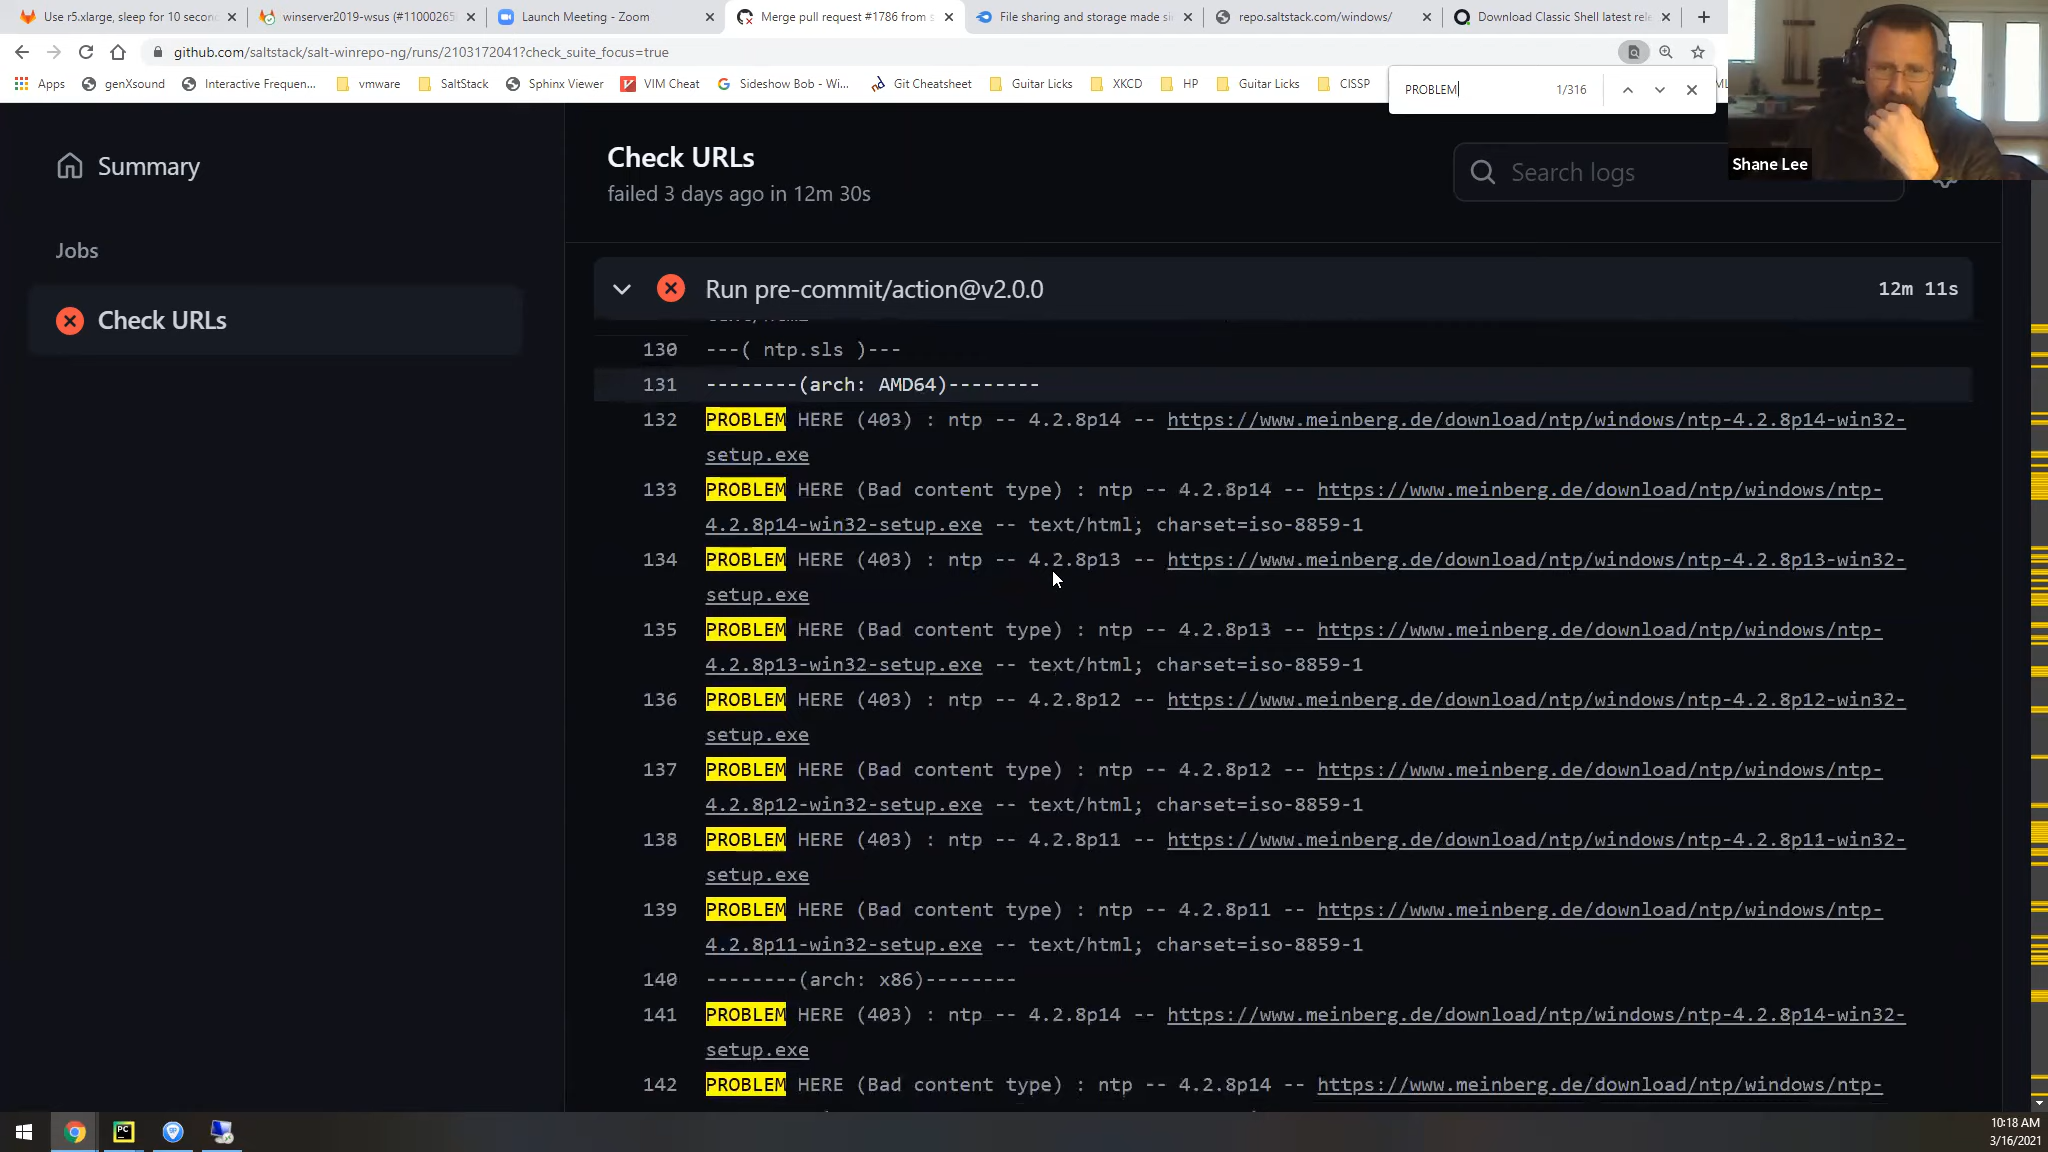 Use r5.xlarge, sleep for 10 secon
winserver2019-wsus (#11000265
Launch Meeting - Zoom
Merge pull request #1786 from s
File sharing and storage made si
repo.saltstack.com/windows/
Download Classic Shell latest rele
github.com/saltstack/salt-winrepo-ng/runs/2103172041?check_suite_focus=true
Apps
genXsound
Interactive Frequen...
vmware
SaltStack
Sphinx Viewer
VIM Cheat
Sideshow Bob - Wi...
Git Cheatsheet
Guitar Licks
XKCD
HP
Guitar Licks
CISSP
PROBLEM
1/316
Shane Lee
Summary
Jobs
Check URLs
Check URLs
failed 3 days ago in 12m 30s
Search logs
Run pre-commit/action@v2.0.0
12m 11s
130 ---( ntp.sls )---
131 --------(arch: AMD64)--------
132 PROBLEM HERE (403) : ntp -- 4.2.8p14 -- https://www.meinberg.de/download/ntp/windows/ntp-4.2.8p14-win32-
setup.exe
133 PROBLEM HERE (Bad content type) : ntp -- 4.2.8p14 -- https://www.meinberg.de/download/ntp/windows/ntp-
4.2.8p14-win32-setup.exe -- text/html; charset=iso-8859-1
134 PROBLEM HERE (403) : ntp -- 4.2.8p13 -- https://www.meinberg.de/download/ntp/windows/ntp-4.2.8p13-win32-
setup.exe
135 PROBLEM HERE (Bad content type) : ntp -- 4.2.8p13 -- https://www.meinberg.de/download/ntp/windows/ntp-
4.2.8p13-win32-setup.exe -- text/html; charset=iso-8859-1
136 PROBLEM HERE (403) : ntp -- 4.2.8p12 -- https://www.meinberg.de/download/ntp/windows/ntp-4.2.8p12-win32-
setup.exe
137 PROBLEM HERE (Bad content type) : ntp -- 4.2.8p12 -- https://www.meinberg.de/download/ntp/windows/ntp-
4.2.8p12-win32-setup.exe -- text/html; charset=iso-8859-1
138 PROBLEM HERE (403) : ntp -- 4.2.8p11 -- https://www.meinberg.de/download/ntp/windows/ntp-4.2.8p11-win32-
setup.exe
139 PROBLEM HERE (Bad content type) : ntp -- 4.2.8p11 -- https://www.meinberg.de/download/ntp/windows/ntp-
4.2.8p11-win32-setup.exe -- text/html; charset=iso-8859-1
140 --------(arch: x86)--------
141 PROBLEM HERE (403) : ntp -- 4.2.8p14 -- https://www.meinberg.de/download/ntp/windows/ntp-4.2.8p14-win32-
setup.exe
142 PROBLEM HERE (Bad content type) : ntp -- 4.2.8p14 -- https://www.meinberg.de/download/ntp/windows/ntp-
10:18 AM
3/16/2021